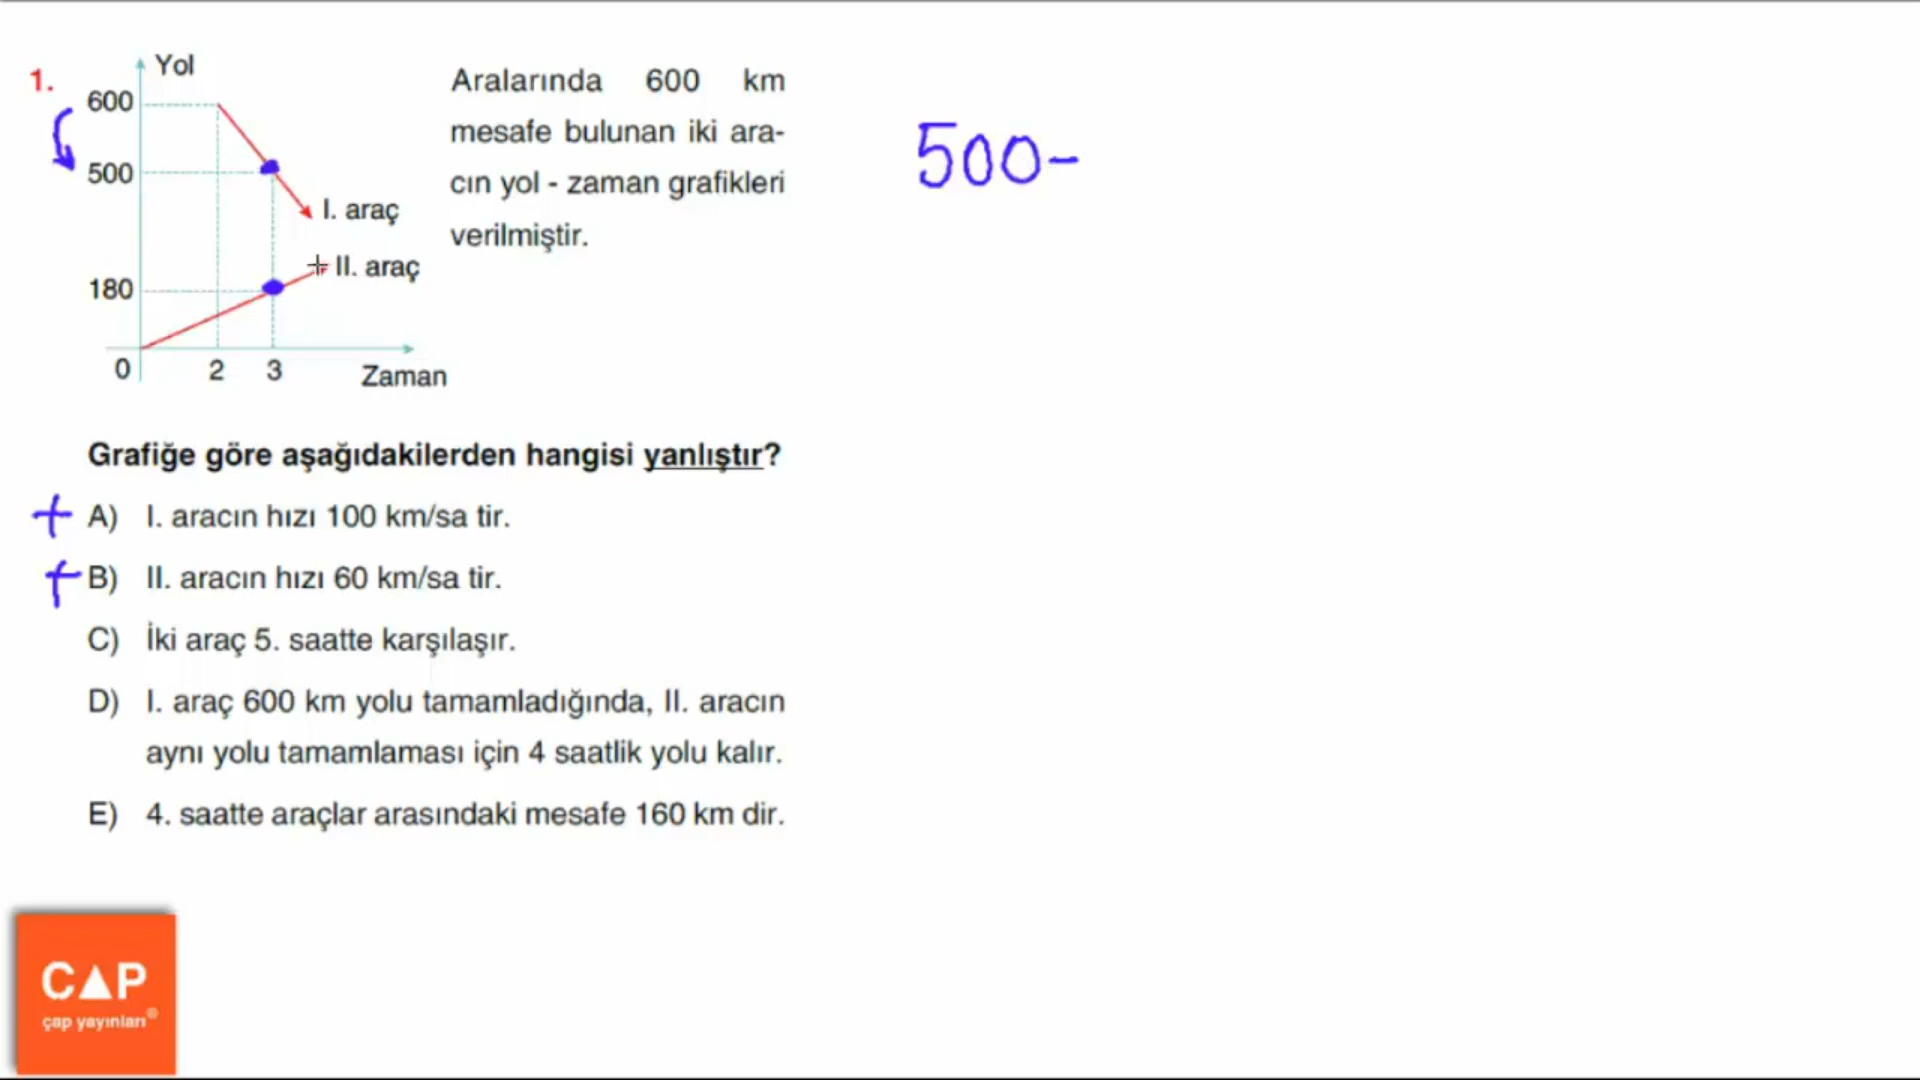 1.
Yol
600
500
180
0
2
3
Zaman
I. araç
II. araç
Aralarında 600 km
mesafe bulunan iki ara-
cın yol - zaman grafikleri
verilmiştir.
500-
Grafiğe göre aşağıdakilerden hangisi yanlıştır?
+ A) I. aracın hızı 100 km/sa tir.
+ B) II. aracın hızı 60 km/sa tir.
C) İki araç 5. saatte karşılaşır.
D) I. araç 600 km yolu tamamladığında, II. aracın
aynı yolu tamamlaması için 4 saatlik yolu kalır.
E) 4. saatte araçlar arasındaki mesafe 160 km dir.
CAP
çap yayınları®